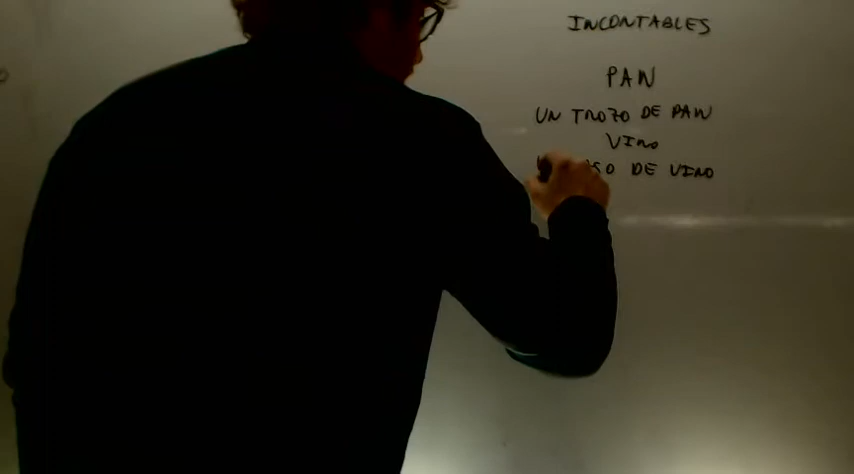 INCONTABLES
PAN
UN TROZO DE PAN
VINO
DE VINO